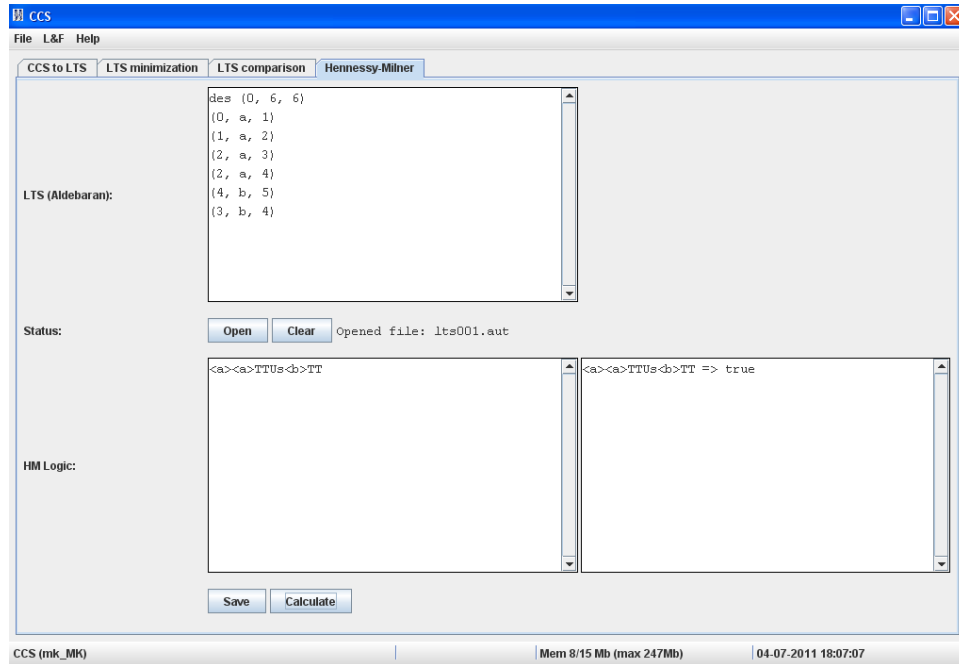 CCS
File L&F Help
CCS to LTS LTS minimization LTS comparison Hennessy-Milner
LTS (Aldebaran):
des (0, 6, 6)
(0, a, 1)
(1, a, 2)
(2, a, 3)
(2, a, 4)
(4, b, 5)
(3, b, 4)
Status:
Open Clear Opened file: lts001.aut
HM Logic:
<a><a>TTUs<b>TT
<a><a>TTUs<b>TT => true
Save Calculate
CCS (mk_MK) Mem 8/15 Mb (max 247Mb) 04-07-2011 18:07:07